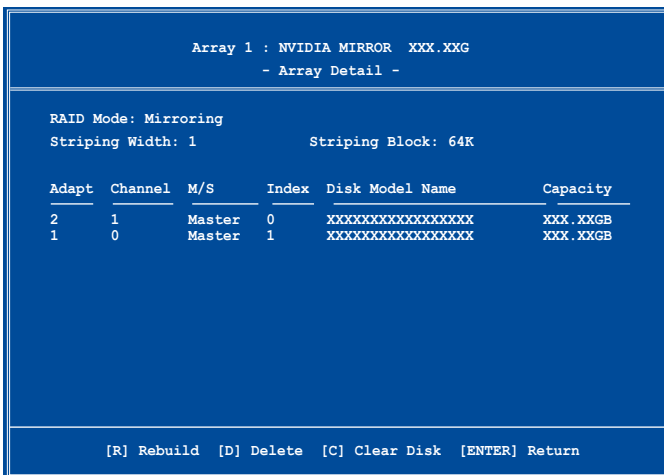 Array 1 : NVIDIA MIRROR XXX.XXG
- Array Detail -
RAID Mode: Mirroring
Striping Width: 1 Striping Block: 64K
Adapt Channel M/S Index Disk Model Name Capacity
2 1 Master 0 XXXXXXXXXXXXXXXXX XXX.XXGB
1 0 Master 1 XXXXXXXXXXXXXXXXX XXX.XXGB
[R] Rebuild [D] Delete [C] Clear Disk [ENTER] Return